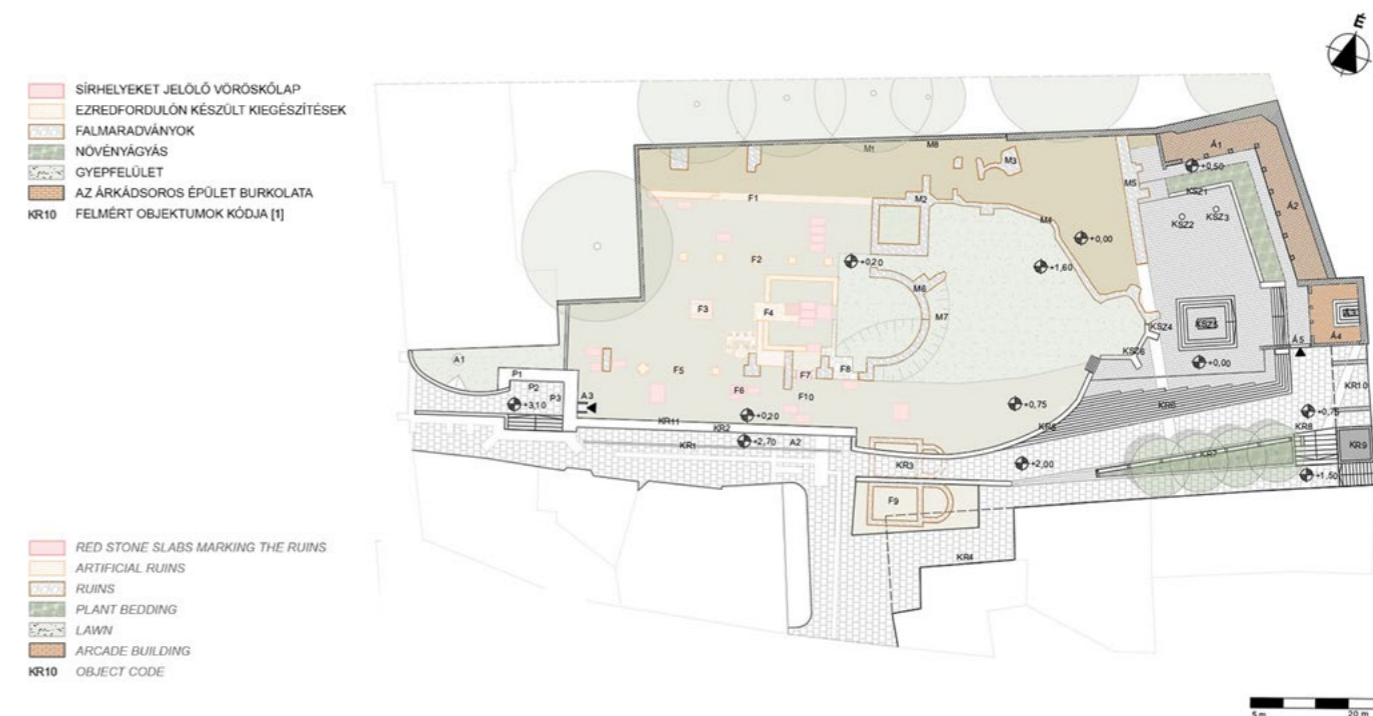 É
SÍRHELYEKET JELÖLŐ VÖRÖSKŐLAP
EZREDFORDULÓN KÉSZÜLT KIEGÉSZÍTÉSEK
FALMARADVÁNYOK
NÖVÉNYÁGYÁS
GYEPFELÜLET
AZ ÁRKÁDSOROS ÉPÜLET BURKOLATA
KR10 FELMÉRT OBJEKTUMOK KÓDJA [1]
M1
M8
M3
Á1
+0,50
M5
KSZ1
F1
M2
KSZ2
KSZ3
Á2
M4
+0,00
F2
+0,20
+1,60
M6
F3
F4
M7
KSZ4
KSZ5
Á4
Á5
A1
KSZ6
+0,00
P1
P2
P3
A3
F5
F6
F7
F8
F10
KR10
+3,10
+0,20
+0,75
KR6
+0,75
KR11
KR2
KR5
KR8
KR1
+2,70
A2
KR3
+2,00
KR7
KR9
+1,50
F9
KR4
RED STONE SLABS MARKING THE RUINS
ARTIFICIAL RUINS
RUINS
PLANT BEDDING
LAWN
ARCADE BUILDING
KR10 OBJECT CODE
5 m 20 m